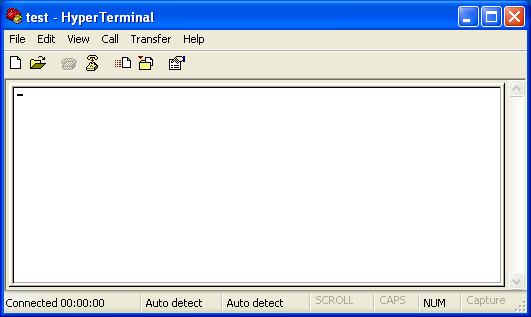 test - HyperTerminal
File Edit View Call Transfer Help
Connected 00:00:00 Auto detect Auto detect SCROLL CAPS NUM Capture